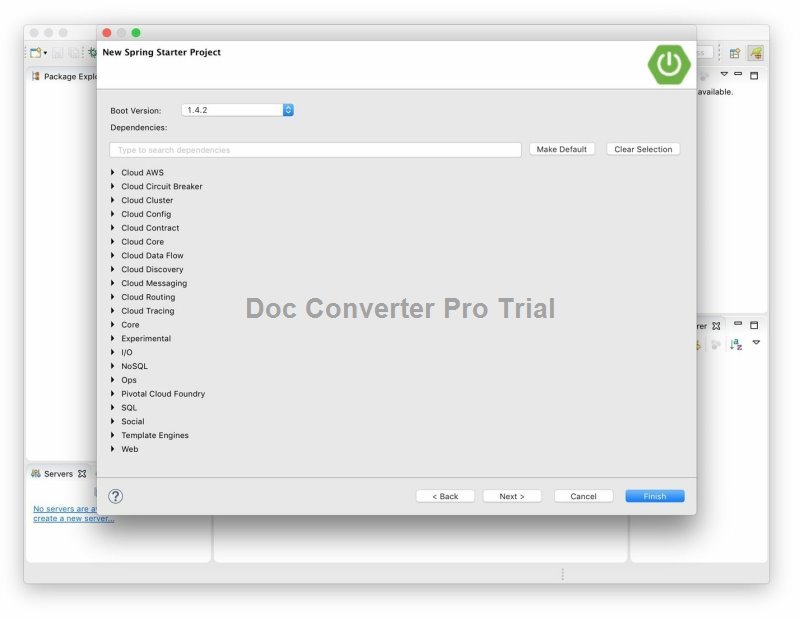 New Spring Starter Project
ss
Package Explo
available.
Boot Version:
1.4.2
Dependencies:
Type to search dependencies
Make Default
Clear Selection
Cloud AWS
Cloud Circuit Breaker
Cloud Cluster
Cloud Config
Cloud Contract
Cloud Core
Cloud Data Flow
Cloud Discovery
Cloud Messaging
Cloud Routing
Doc Converter Pro Trial
Cloud Tracing
Core
rer
Experimental
I/O
NoSQL
Ops
Pivotal Cloud Foundry
SQL
Social
Template Engines
Web
Servers
< Back
Next >
Cancel
Finish
No servers are a
create a new server...